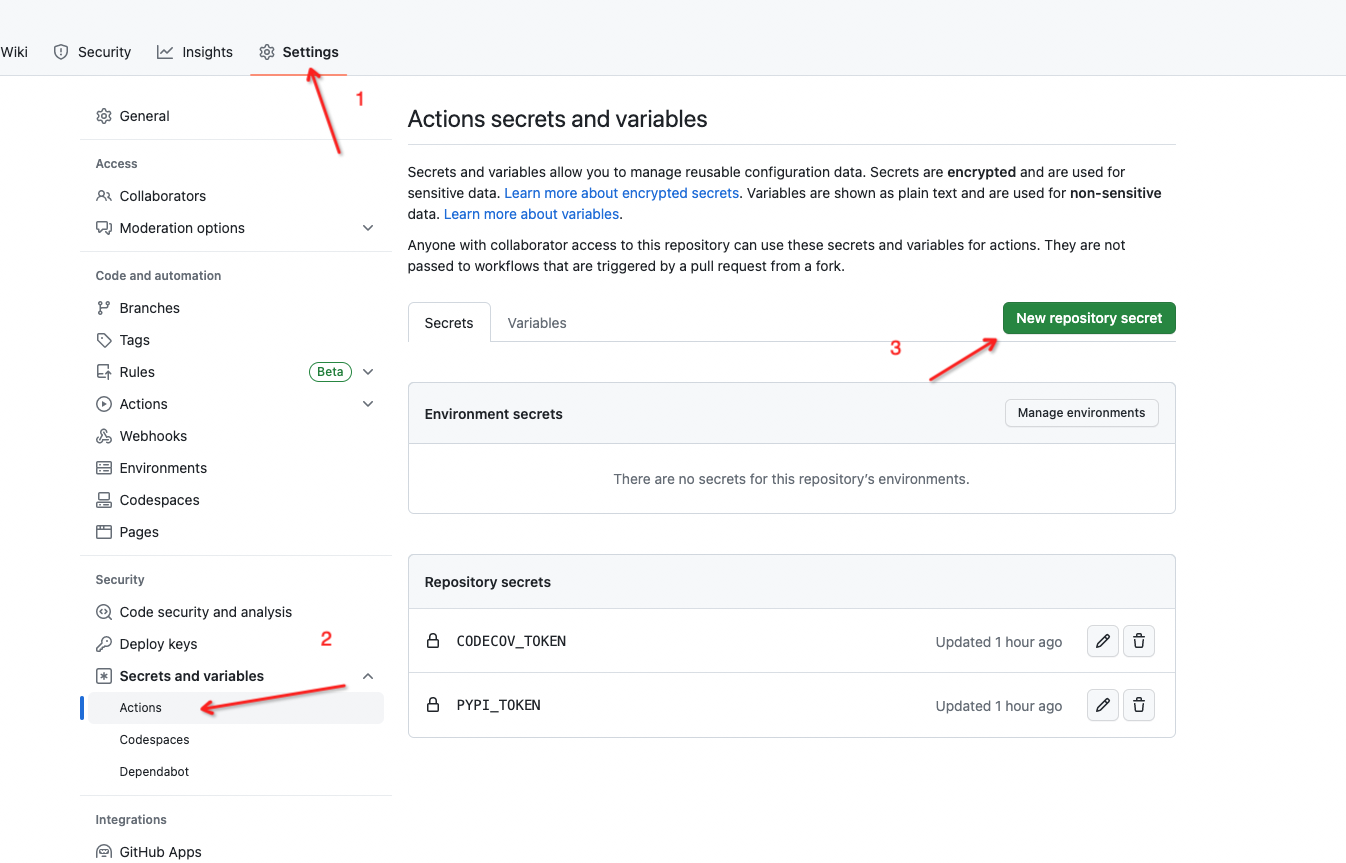 Wiki Security Insights Settings
1
General
Access
Collaborators
Moderation options
Code and automation
Branches
Tags
Rules Beta
Actions
Webhooks
Environments
Codespaces
Pages
Security
Code security and analysis
Deploy keys
2
Secrets and variables
Actions
Codespaces
Dependabot
Integrations
GitHub Apps
Actions secrets and variables
Secrets and variables allow you to manage reusable configuration data. Secrets are encrypted and are used for
sensitive data. Learn more about encrypted secrets. Variables are shown as plain text and are used for non-sensitive
data. Learn more about variables.
Anyone with collaborator access to this repository can use these secrets and variables for actions. They are not
passed to workflows that are triggered by a pull request from a fork.
Secrets Variables New repository secret
3
Environment secrets Manage environments
There are no secrets for this repository's environments.
Repository secrets
CODECOV_TOKEN Updated 1 hour ago
PYPI_TOKEN Updated 1 hour ago